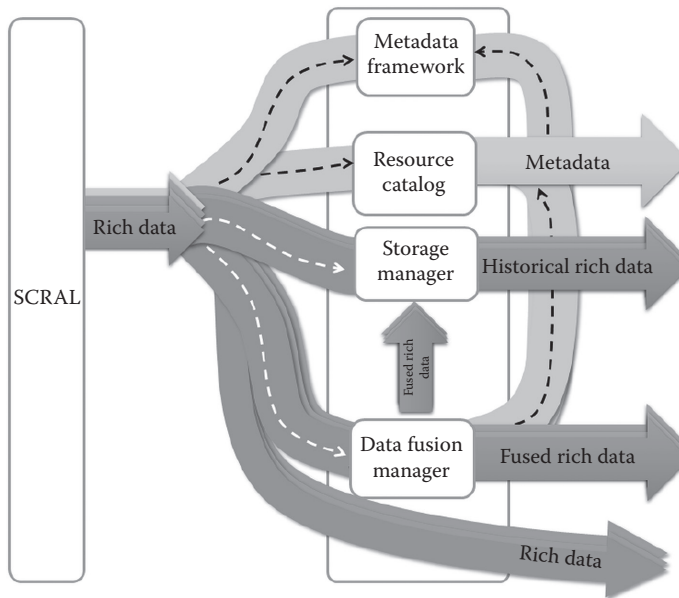 Metadata
framework
Resource
catalog
Metadata
Rich data
Storage
manager
Historical rich data
SCRAL
Fused rich
data
Data fusion
manager
Fused rich data
Rich data